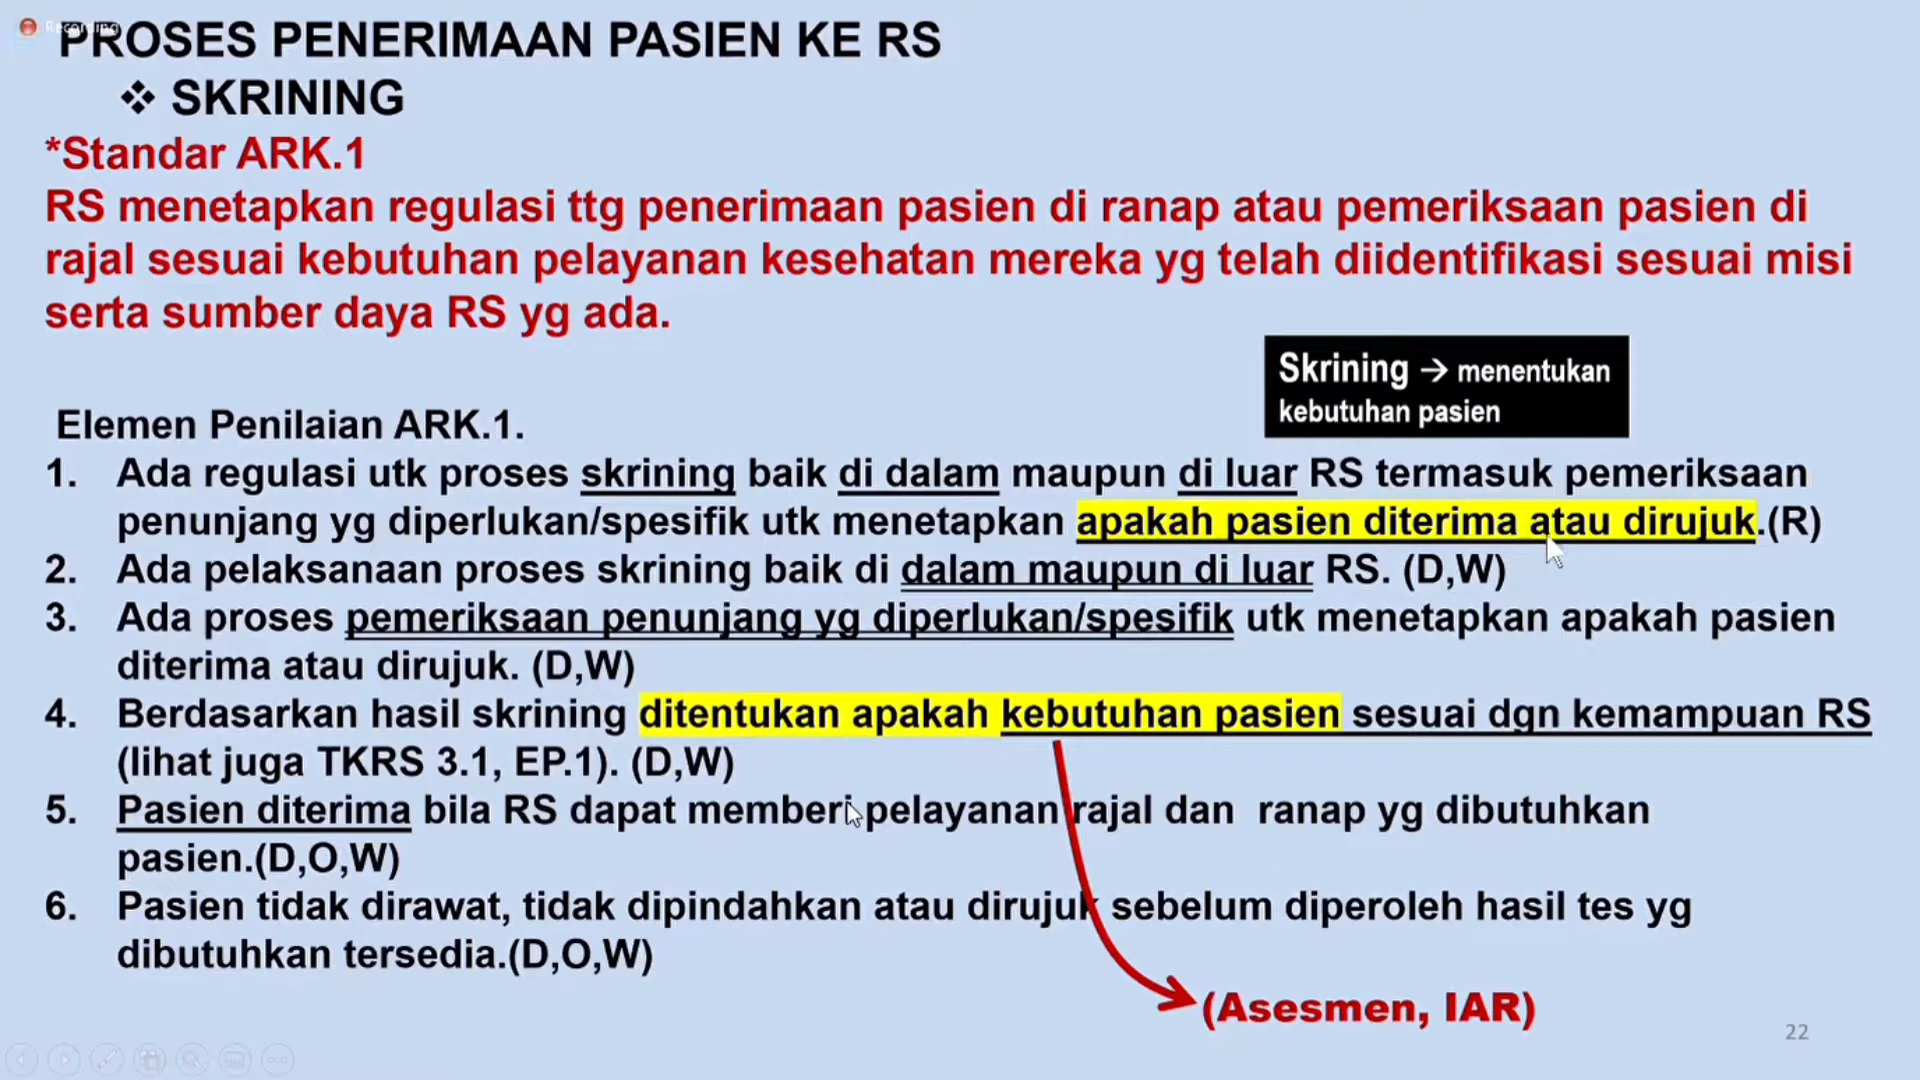 Recording
PROSES PENERIMAAN PASIEN KE RS
❖ SKRINING
*Standar ARK.1
RS menetapkan regulasi ttg penerimaan pasien di ranap atau pemeriksaan pasien di
rajal sesuai kebutuhan pelayanan kesehatan mereka yg telah diidentifikasi sesuai misi
serta sumber daya RS yg ada.
Skrining → menentukan
kebutuhan pasien
Elemen Penilaian ARK.1.
1. Ada regulasi utk proses skrining baik di dalam maupun di luar RS termasuk pemeriksaan
penunjang yg diperlukan/spesifik utk menetapkan apakah pasien diterima atau dirujuk.(R)
2. Ada pelaksanaan proses skrining baik di dalam maupun di luar RS. (D,W)
3. Ada proses pemeriksaan penunjang yg diperlukan/spesifik utk menetapkan apakah pasien
diterima atau dirujuk. (D,W)
4. Berdasarkan hasil skrining ditentukan apakah kebutuhan pasien sesuai dgn kemampuan RS
(lihat juga TKRS 3.1, EP.1). (D,W)
5. Pasien diterima bila RS dapat memberi pelayanan rajal dan ranap yg dibutuhkan
pasien.(D,O,W)
6. Pasien tidak dirawat, tidak dipindahkan atau dirujuk sebelum diperoleh hasil tes yg
dibutuhkan tersedia.(D,O,W)
(Asesmen, IAR)
22